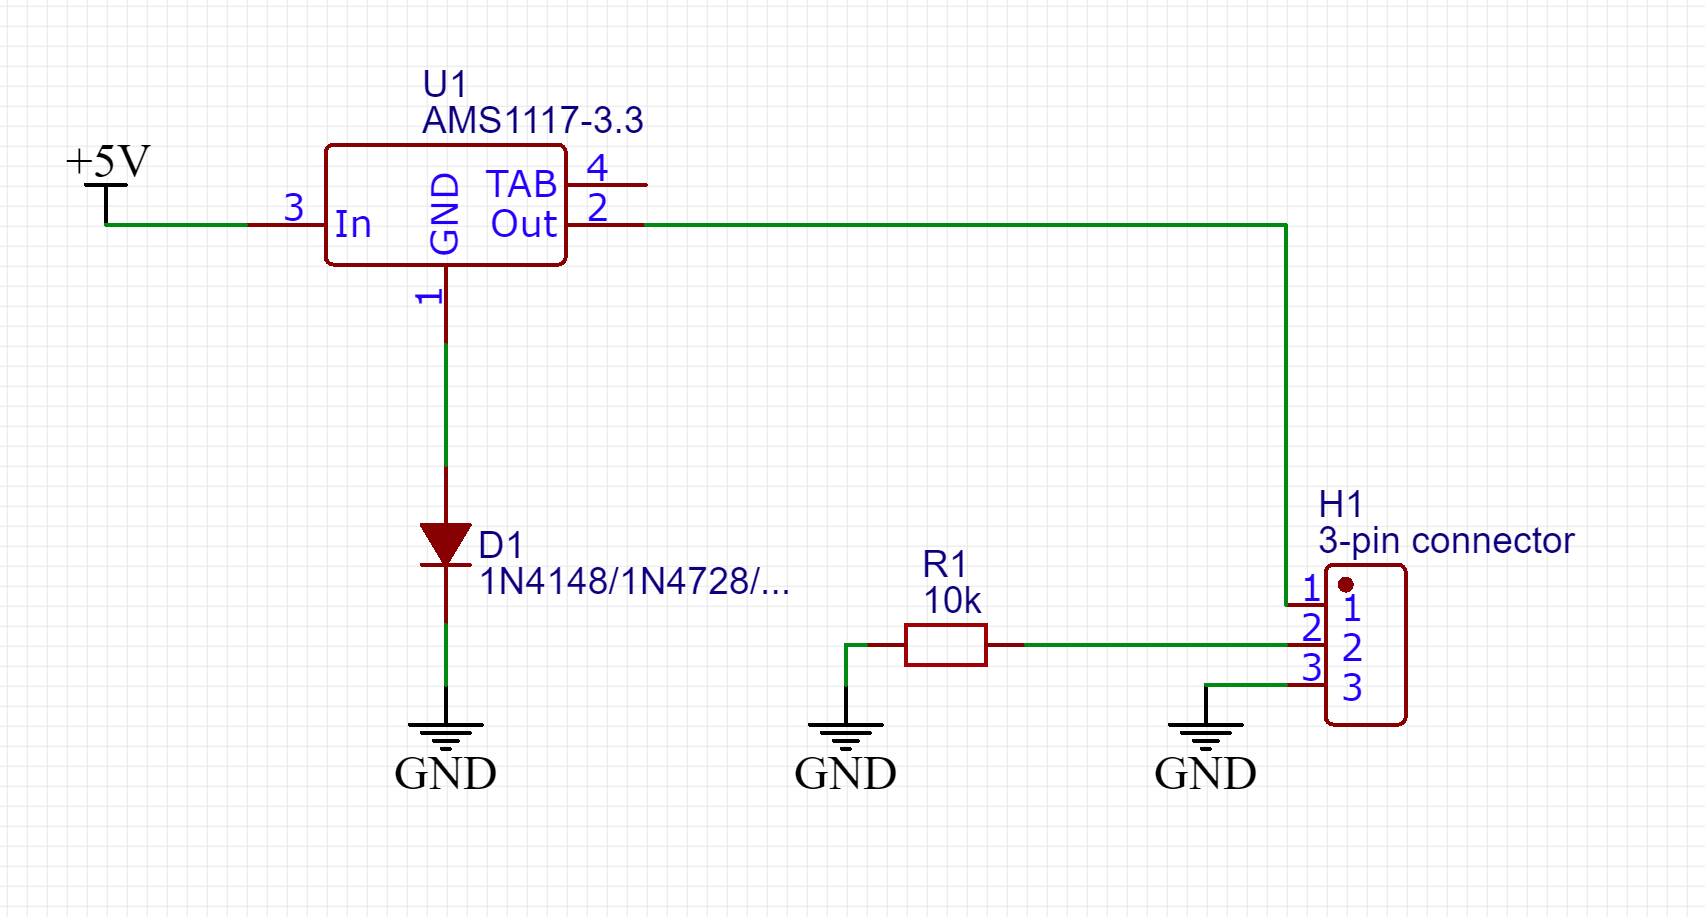 U1
AMS1117-3.3
+5V
3
In
GND
TAB
4
Out
2
1
D1
1N4148/1N4728/...
GND
R1
10k
GND
H1
3-pin connector
1
1
2
2
3
3
GND